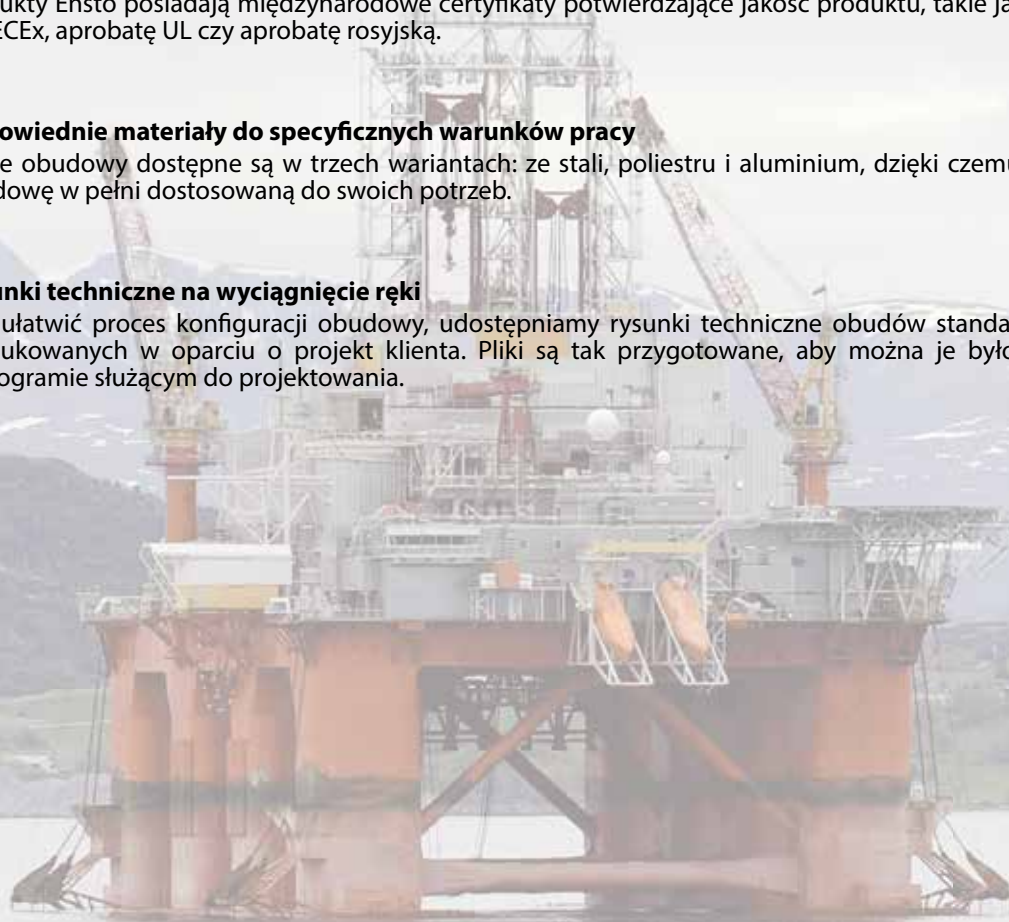 ukty Ensto posiadają międzynarodowe certyfikaty potwierdzające jakość produktu, takie ja
ECEx, aprobatę UL czy aprobatę rosyjską.
owiednie materiały do specyficznych warunków pracy
e obudowy dostępne są w trzech wariantach: ze stali, poliestru i aluminium, dzięki czemu
dowę w pełni dostosowaną do swoich potrzeb.
unki techniczne na wyciągnięcie ręki
ułatwić proces konfiguracji obudowy, udostępniamy rysunki techniczne obudów standa
ukowanych w oparciu o projekt klienta. Pliki są tak przygotowane, aby można je było
ogramie służącym do projektowania.